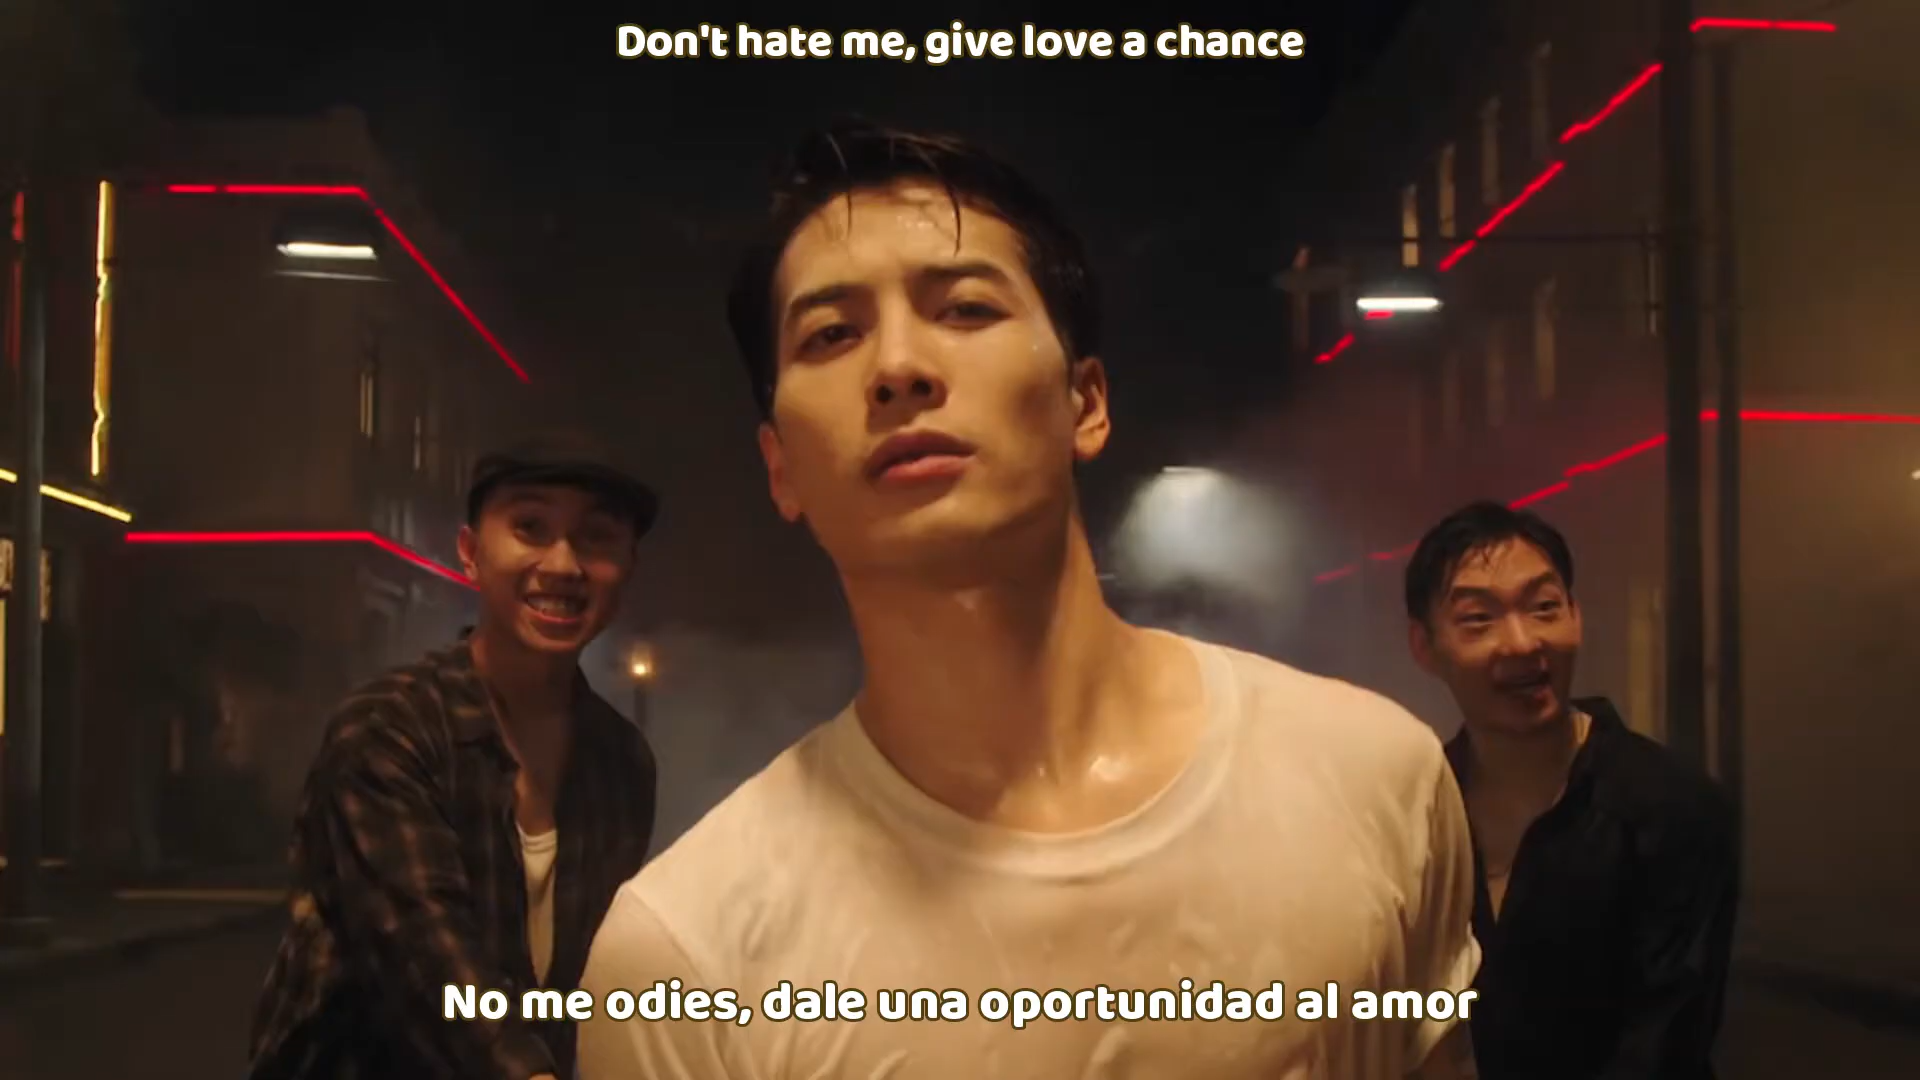 Don't hate me, give love a chance
No me odies, dale una oportunidad al amor